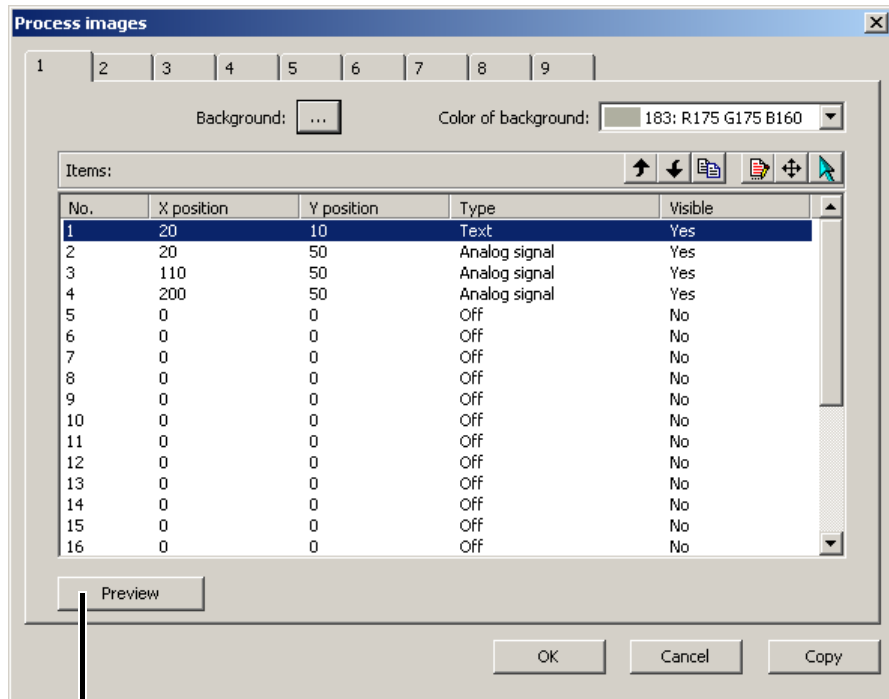 Process images
1 2 3 4 5 6 7 8 9
Background: ... Color of background: 183: R175 G175 B160
Items:
No. X position Y position Type Visible
1 20 10 Text Yes
2 20 50 Analog signal Yes
3 110 50 Analog signal Yes
4 200 50 Analog signal Yes
5 0 0 Off No
6 0 0 Off No
7 0 0 Off No
8 0 0 Off No
9 0 0 Off No
10 0 0 Off No
11 0 0 Off No
12 0 0 Off No
13 0 0 Off No
14 0 0 Off No
15 0 0 Off No
16 0 0 Off No
Preview
OK Cancel Copy